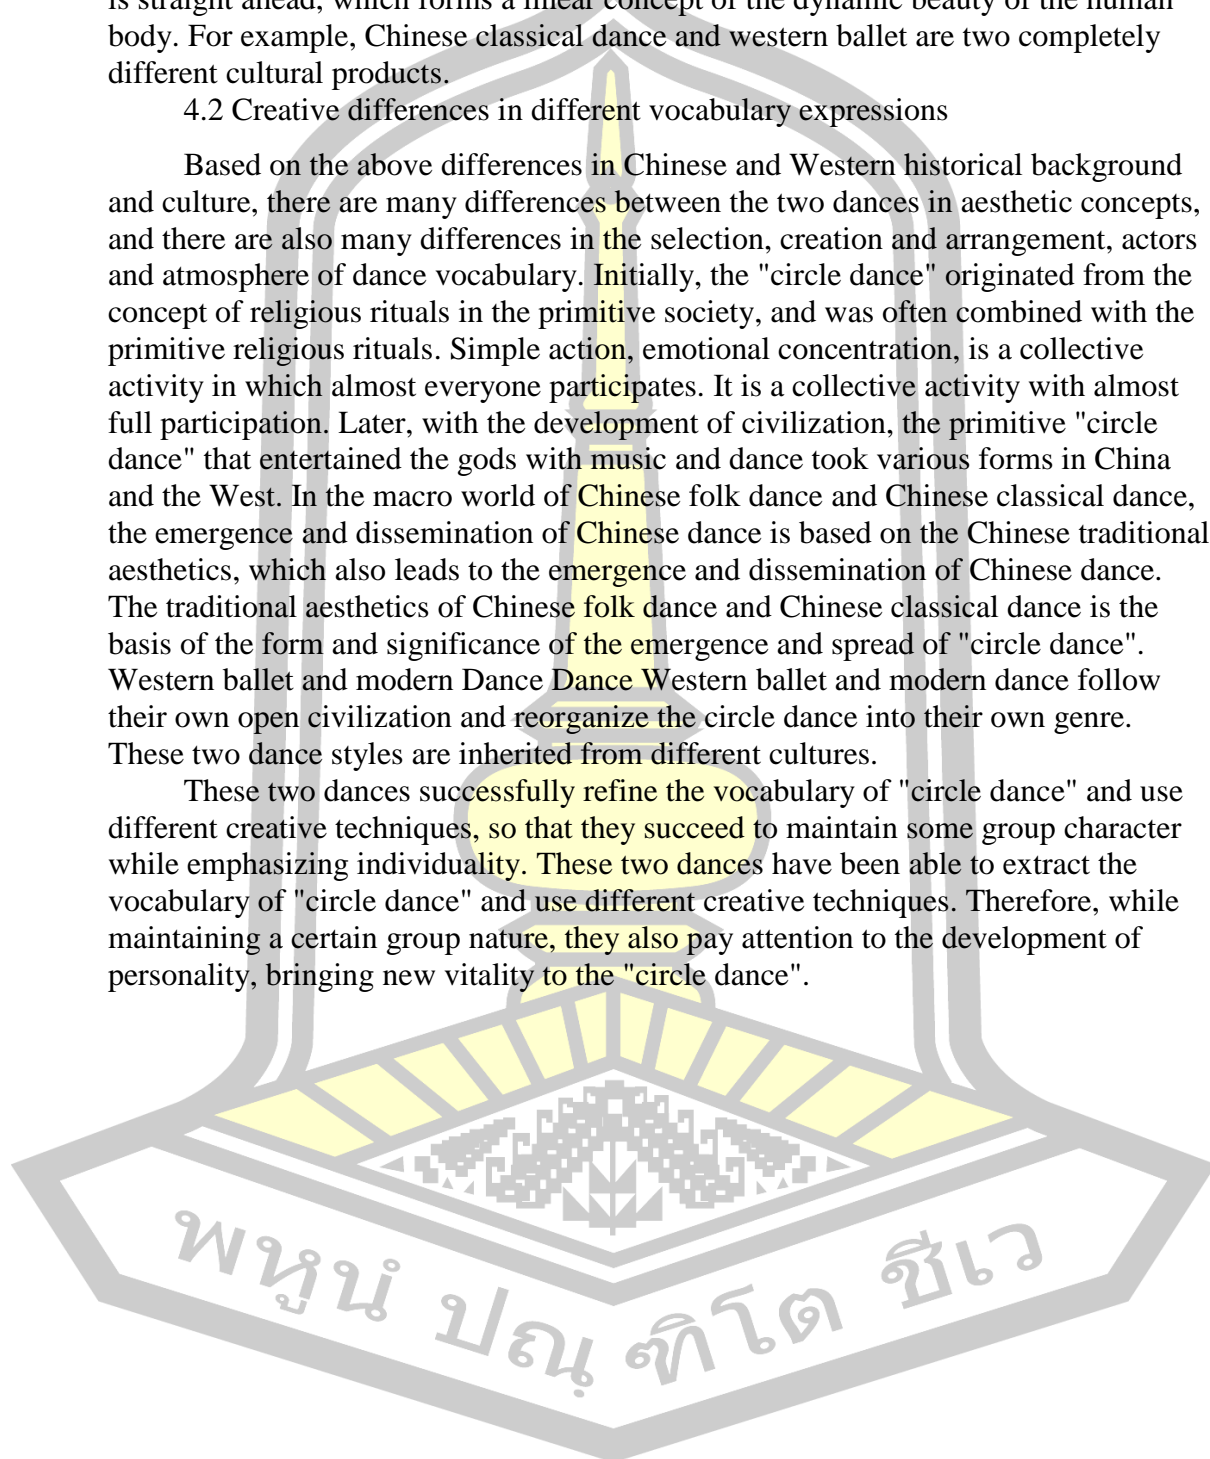 is straight ahead, which forms a linear concept of the dynamic beauty of the human
body. For example, Chinese classical dance and western ballet are two completely
different cultural products.
4.2 Creative differences in different vocabulary expressions
Based on the above differences in Chinese and Western historical background
and culture, there are many differences between the two dances in aesthetic concepts,
and there are also many differences in the selection, creation and arrangement, actors
and atmosphere of dance vocabulary. Initially, the "circle dance" originated from the
concept of religious rituals in the primitive society, and was often combined with the
primitive religious rituals. Simple action, emotional concentration, is a collective
activity in which almost everyone participates. It is a collective activity with almost
full participation. Later, with the development of civilization, the primitive "circle
dance" that entertained the gods with music and dance took various forms in China
and the West. In the macro world of Chinese folk dance and Chinese classical dance,
the emergence and dissemination of Chinese dance is based on the Chinese traditional
aesthetics, which also leads to the emergence and dissemination of Chinese dance.
The traditional aesthetics of Chinese folk dance and Chinese classical dance is the
basis of the form and significance of the emergence and spread of "circle dance".
Western ballet and modern Dance Dance Western ballet and modern dance follow
their own open civilization and reorganize the circle dance into their own genre.
These two dance styles are inherited from different cultures.
These two dances successfully refine the vocabulary of "circle dance" and use
different creative techniques, so that they succeed to maintain some group character
while emphasizing individuality. These two dances have been able to extract the
vocabulary of "circle dance" and use different creative techniques. Therefore, while
maintaining a certain group nature, they also pay attention to the development of
personality, bringing new vitality to the "circle dance".
พหูนํ ปณฺฑิโต ชีเว